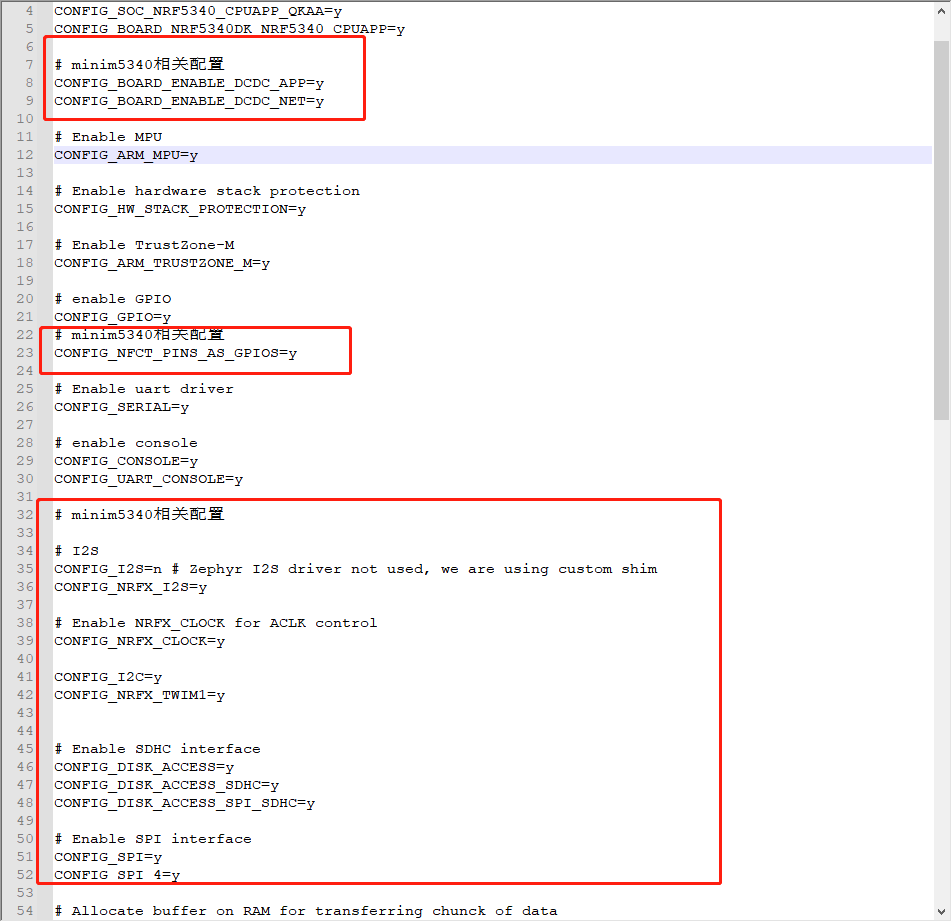 4 CONFIG_SOC_NRF5340_CPUAPP_QKAA=y
5 CONFIG_BOARD_NRF5340DK_NRF5340_CPUAPP=y
6
7 # minim5340相关配置
8 CONFIG_BOARD_ENABLE_DCDC_APP=y
9 CONFIG_BOARD_ENABLE_DCDC_NET=y
10
11 # Enable MPU
12 CONFIG_ARM_MPU=y
13
14 # Enable hardware stack protection
15 CONFIG_HW_STACK_PROTECTION=y
16
17 # Enable TrustZone-M
18 CONFIG_ARM_TRUSTZONE_M=y
19
20 # enable GPIO
21 CONFIG_GPIO=y
22 # minim5340相关配置
23 CONFIG_NFCT_PINS_AS_GPIOS=y
24
25 # Enable uart driver
26 CONFIG_SERIAL=y
27
28 # enable console
29 CONFIG_CONSOLE=y
30 CONFIG_UART_CONSOLE=y
31
32 # minim5340相关配置
33
34 # I2S
35 CONFIG_I2S=n # Zephyr I2S driver not used, we are using custom shim
36 CONFIG_NRFX_I2S=y
37
38 # Enable NRFX_CLOCK for ACLK control
39 CONFIG_NRFX_CLOCK=y
40
41 CONFIG_I2C=y
42 CONFIG_NRFX_TWIM1=y
43
44
45 # Enable SDHC interface
46 CONFIG_DISK_ACCESS=y
47 CONFIG_DISK_ACCESS_SDHC=y
48 CONFIG_DISK_ACCESS_SPI_SDHC=y
49
50 # Enable SPI interface
51 CONFIG_SPI=y
52 CONFIG_SPI_4=y
53
54 # Allocate buffer on RAM for transferring chunck of data